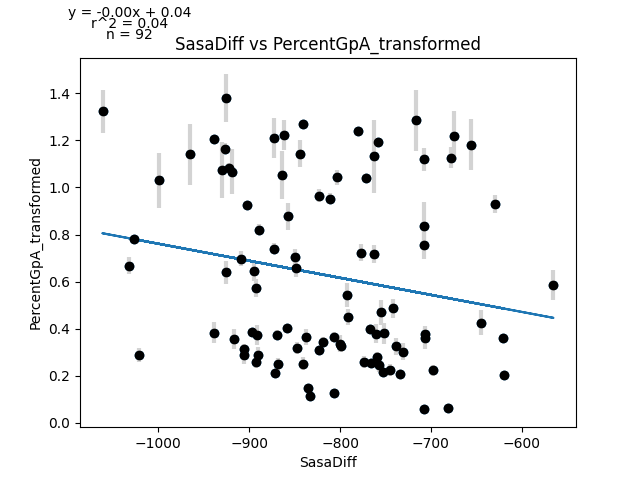 y = -0.00x + 0.04
r^2 = 0.04
n = 92
SasaDiff vs PercentGpA_transformed
PercentGpA_transformed
1.4
1.2
1.0
0.8
0.6
0.4
0.2
0.0
−1000
−900
−800
−700
−600
SasaDiff